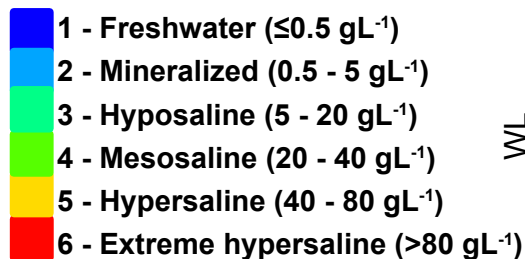 1 - Freshwater (≤0.5 gL⁻¹)
2 - Mineralized (0.5 - 5 gL⁻¹)
3 - Hyposaline (5 - 20 gL⁻¹)
4 - Mesosaline (20 - 40 gL⁻¹)
5 - Hypersaline (40 - 80 gL⁻¹)
6 - Extreme hypersaline (>80 gL⁻¹)
WL